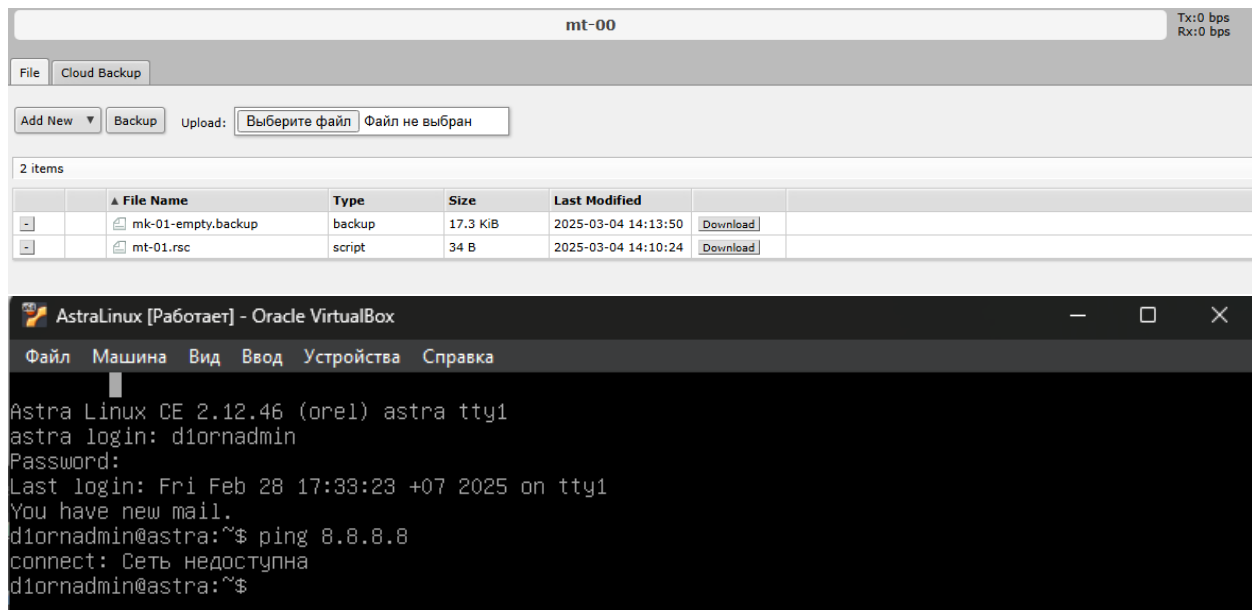 mt-00
Tx:0 bps
Rx:0 bps
File Cloud Backup
Add New ▼ Backup Upload: Выберите файл Файл не выбран
2 items
▲ File Name Type Size Last Modified
- mk-01-empty.backup backup 17.3 KiB 2025-03-04 14:13:50 Download
- mt-01.rsc script 34 B 2025-03-04 14:10:24 Download
AstraLinux [Работает] - Oracle VirtualBox
Файл Машина Вид Ввод Устройства Справка
Astra Linux CE 2.12.46 (orel) astra tty1
astra login: d1ornadmin
Password:
Last login: Fri Feb 28 17:33:23 +07 2025 on tty1
You have new mail.
d1ornadmin@astra:~$ ping 8.8.8.8
connect: Сеть недоступна
d1ornadmin@astra:~$